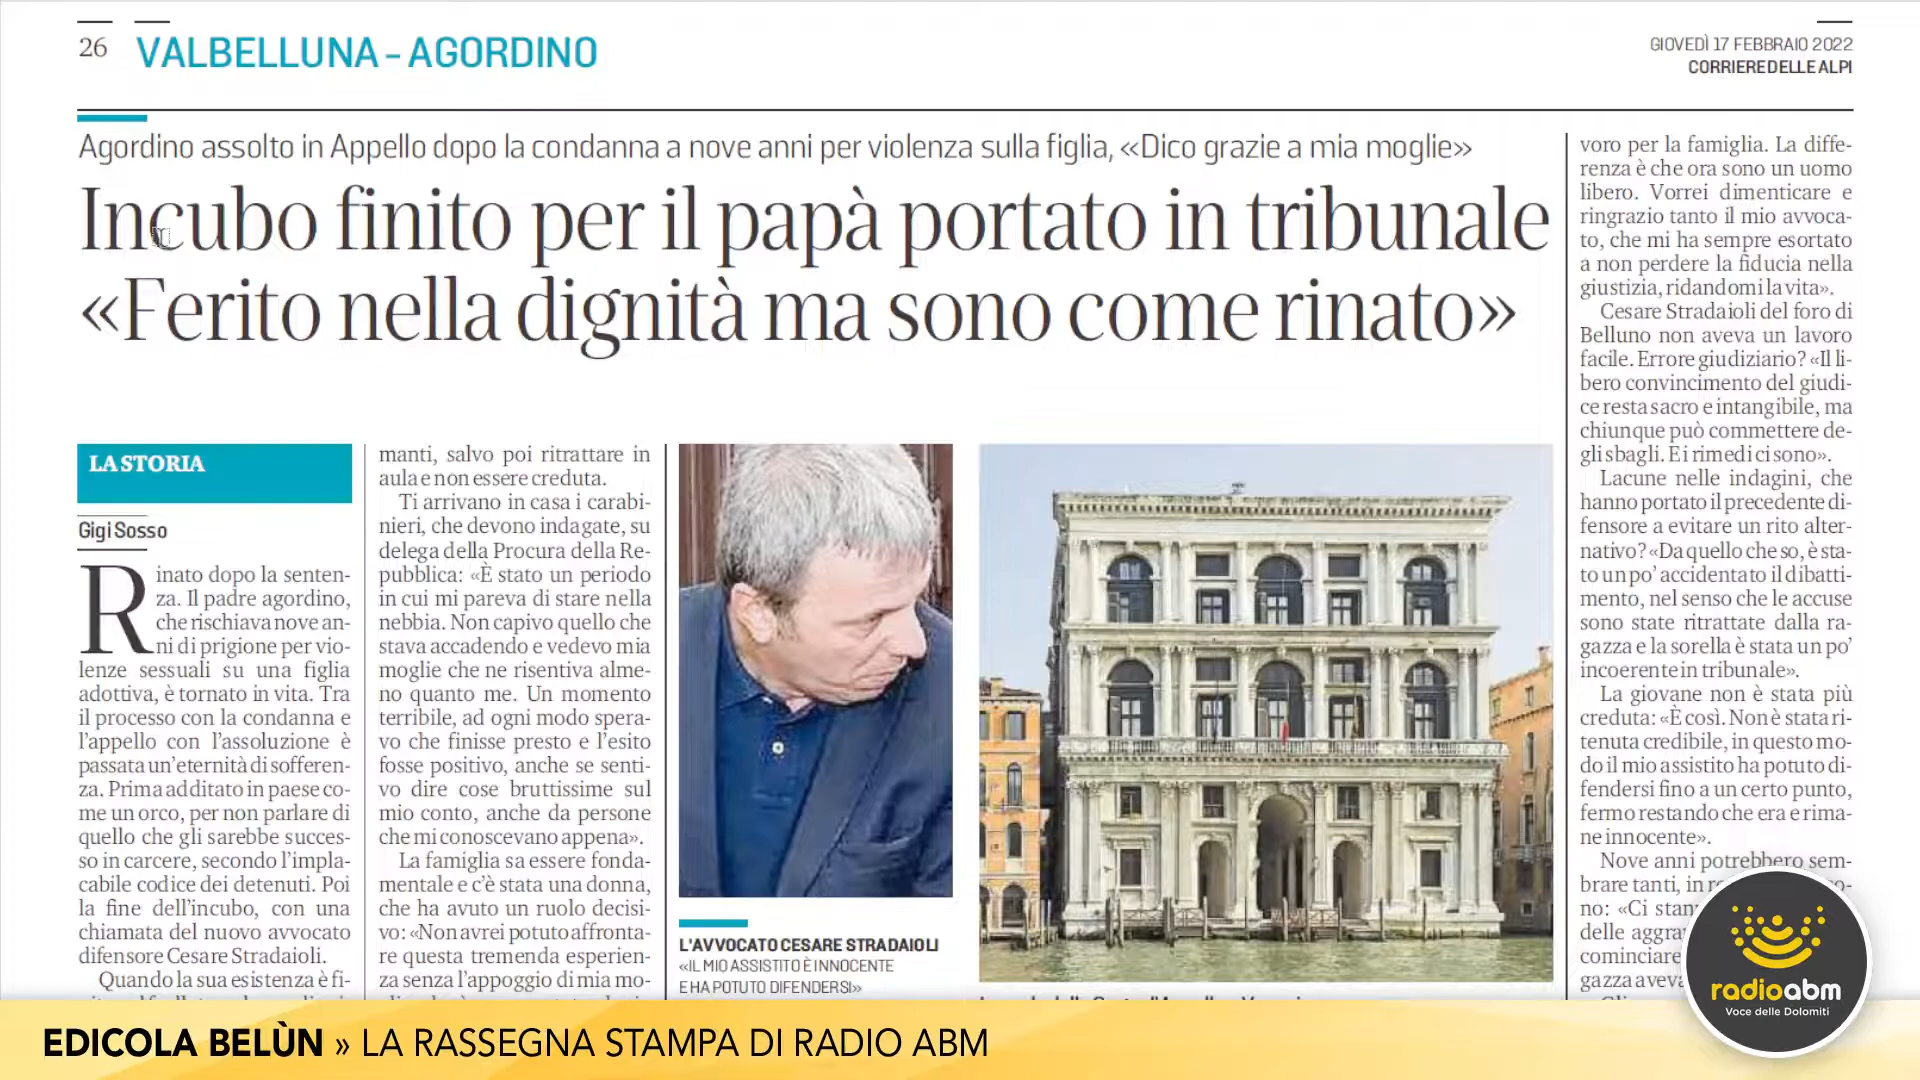 26
VALBELLUNA - AGORDINO
GIOVEDÌ 17 FEBBRAIO 2022
CORRIERE DELLE ALPI
Agordino assolto in Appello dopo la condanna a nove anni per violenza sulla figlia, «Dico grazie a mia moglie»
Incubo finito per il papà portato in tribunale
«Ferito nella dignità ma sono come rinato»
LA STORIA
Gigi Sosso
Rinato dopo la senten-
za. Il padre agordino,
che rischiava nove an-
ni di prigione per vio-
lenze sessuali su una figlia
adottiva, è tornato in vita. Tra
il processo con la condanna e
l'appello con l'assoluzione è
passata un'eternità di sofferen-
za. Prima additato in paese co-
me un orco, per non parlare di
quello che gli sarebbe succes-
so in carcere, secondo l'impla-
cabile codice dei detenuti. Poi
la fine dell'incubo, con una
chiamata del nuovo avvocato
difensore Cesare Stradaioli.
Quando la sua esistenza è fi-
manti, salvo poi ritrattare in
aula e non essere creduta.
Ti arrivano in casa i carabi-
nieri, che devono indagate, su
delega della Procura della Re-
pubblica: «È stato un periodo
in cui mi pareva di stare nella
nebbia. Non capivo quello che
stava accadendo e vedevo mia
moglie che ne risentiva alme-
no quanto me. Un momento
terribile, ad ogni modo spera-
vo che finisse presto e l'esito
fosse positivo, anche se senti-
vo dire cose bruttissime sul
mio conto, anche da persone
che mi conoscevano appena».
La famiglia sa essere fonda-
mentale e c'è stata una donna,
che ha avuto un ruolo decisi-
vo: «Non avrei potuto affronta-
re questa tremenda esperien-
za senza l'appoggio di mia mo-
L'AVVOCATO CESARE STRADAIOLI
«IL MIO ASSISTITO È INNOCENTE
E HA POTUTO DIFENDERSI»
voro per la famiglia. La diffe-
renza è che ora sono un uomo
libero. Vorrei dimenticare e
ringrazio tanto il mio avvoca-
to, che mi ha sempre esortato
a non perdere la fiducia nella
giustizia, ridandomi la vita».
Cesare Stradaioli del foro di
Belluno non aveva un lavoro
facile. Errore giudiziario? «Il li-
bero convincimento del giudi-
ce resta sacro e intangibile, ma
chiunque può commettere de-
gli sbagli. E i rimedi ci sono».
Lacune nelle indagini, che
hanno portato il precedente di-
fensore a evitare un rito alter-
nativo? «Da quello che so, è sta-
to un po' accidentato il dibatti-
mento, nel senso che le accuse
sono state ritrattate dalla ra-
gazza e la sorella è stata un po'
incoerente in tribunale».
La giovane non è stata più
creduta: «È così. Non è stata ri-
tenuta credibile, in questo mo-
do il mio assistito ha potuto di-
fendersi fino a un certo punto,
fermo restando che era e rima-
ne innocente».
Nove anni potrebbero sem-
brare tanti, in
no: «Ci
delle
cominciare
gazza
radioabm
Voce delle Dolomiti
EDICOLA BELÙN » LA RASSEGNA STAMPA DI RADIO ABM